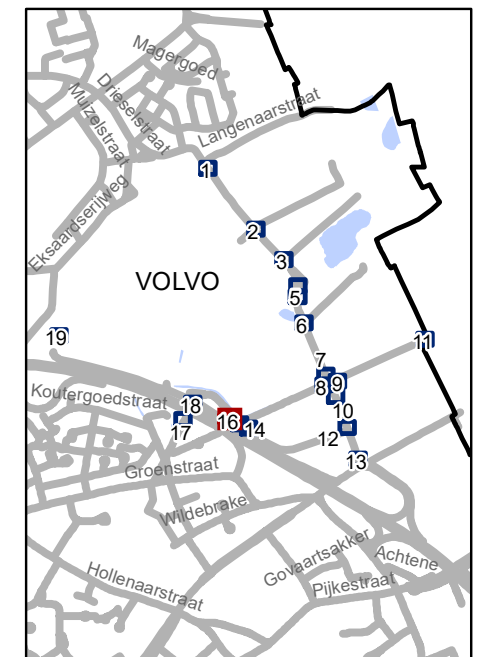 Magergoed
Drieselstraat
Muizelstraat
Langenaarstraat
1
Eksaardserijweg
2
3
VOLVO
5
6
19
11
7
8
9
Koutergoedstraat
18
10
16
14
17
12
13
Groenstraat
Wildebrake
Govaartsakker
Achtene
Hollenaarstraat
Pijkestraat